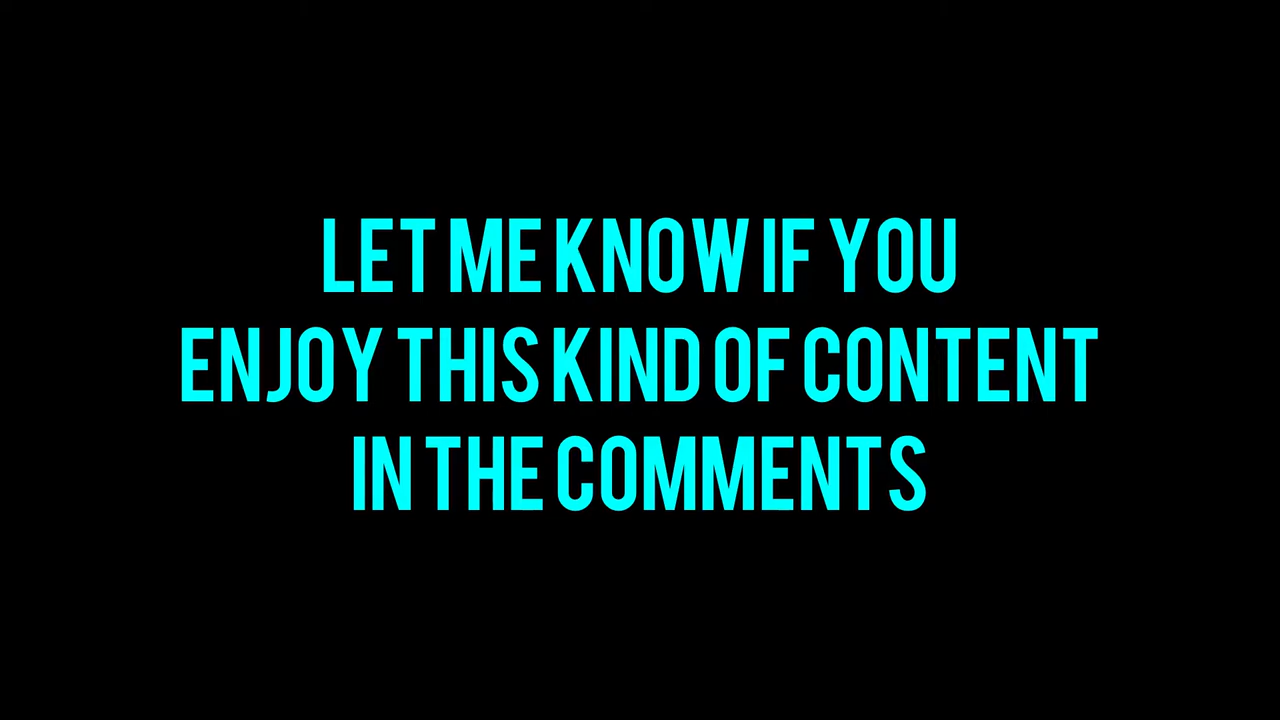 LET ME KNOW IF YOU
ENJOY THIS KIND OF CONTENT
IN THE COMMENTS